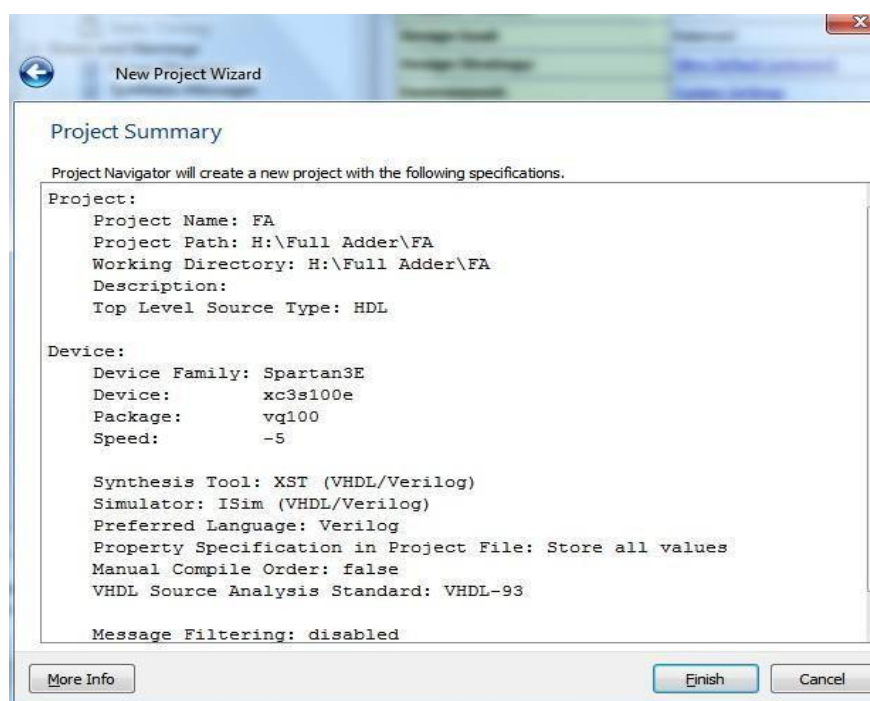 New Project Wizard
Project Summary
Project Navigator will create a new project with the following specifications.
Project:
Project Name: FA
Project Path: H:\Full Adder\FA
Working Directory: H:\Full Adder\FA
Description:
Top Level Source Type: HDL
Device:
Device Family: Spartan3E
Device: xc3s100e
Package: vq100
Speed: -5
Synthesis Tool: XST (VHDL/Verilog)
Simulator: ISim (VHDL/Verilog)
Preferred Language: Verilog
Property Specification in Project File: Store all values
Manual Compile Order: false
VHDL Source Analysis Standard: VHDL-93
Message Filtering: disabled
More Info
Finish
Cancel